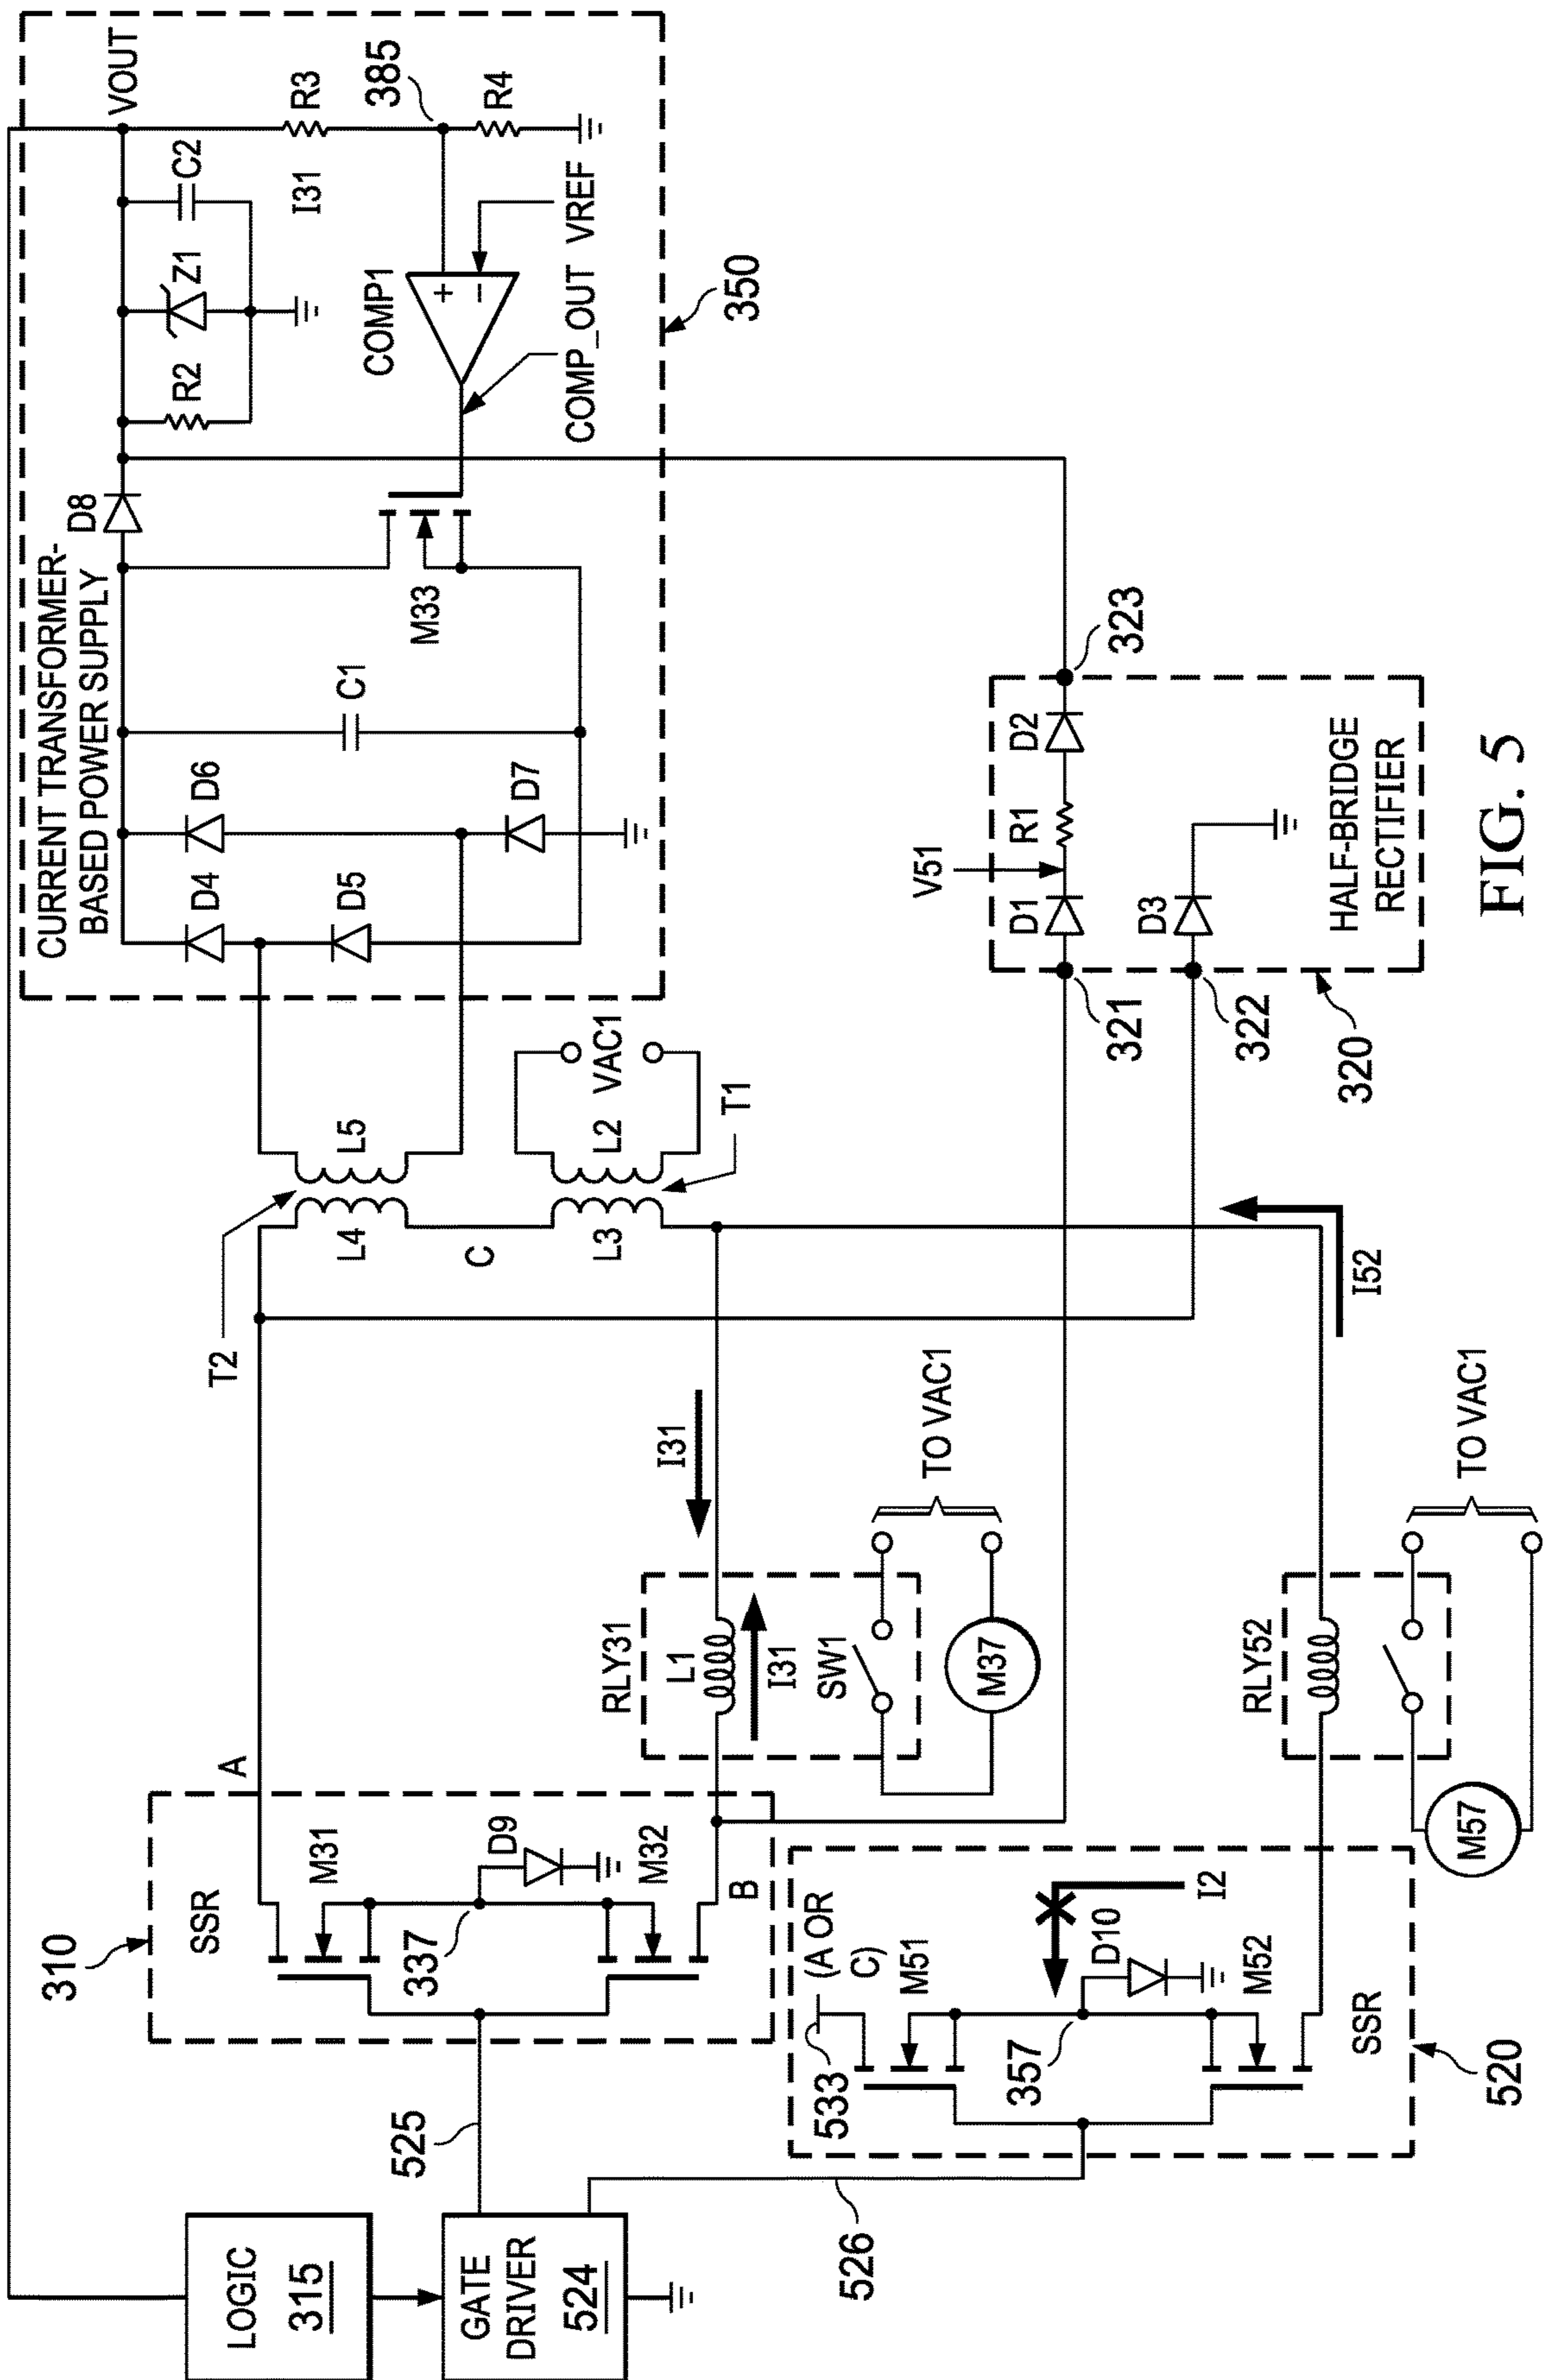 CURRENT TRANSFORMER-
BASED POWER SUPPLY
D8
VOUT
R2
Z1
C2
R3
I31
385
R4
D4
D6
C1
M33
COMP1
+
−
D5
D7
COMP_OUT
VREF
350
T2
L4
L5
C
L3
L2
VAC1
T1
A
310
SSR
M31
D9
337
M32
B
RLY31
L1
I31
I31
SW1
M37
TO VAC1
LOGIC
315
GATE
DRIVER
524
525
526
533
(A OR
C)
M51
I2
D10
357
M52
SSR
520
RLY52
M57
TO VAC1
I52
V51
D1
R1
D2
323
321
D3
322
320
HALF-BRIDGE
RECTIFIER
FIG. 5